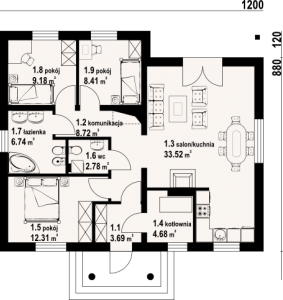 1200
880
120
1.8 pokój
9.18 m²
1.9 pokój
8.41 m²
1.2 komunikacja
8.72 m²
1.7 łazienka
6.74 m²
1.6 wc
2.78 m²
1.3 salon/kuchnia
33.52 m²
1.5 pokój
12.31 m²
1.1
3.69 m²
1.4 kotłownia
4.68 m²